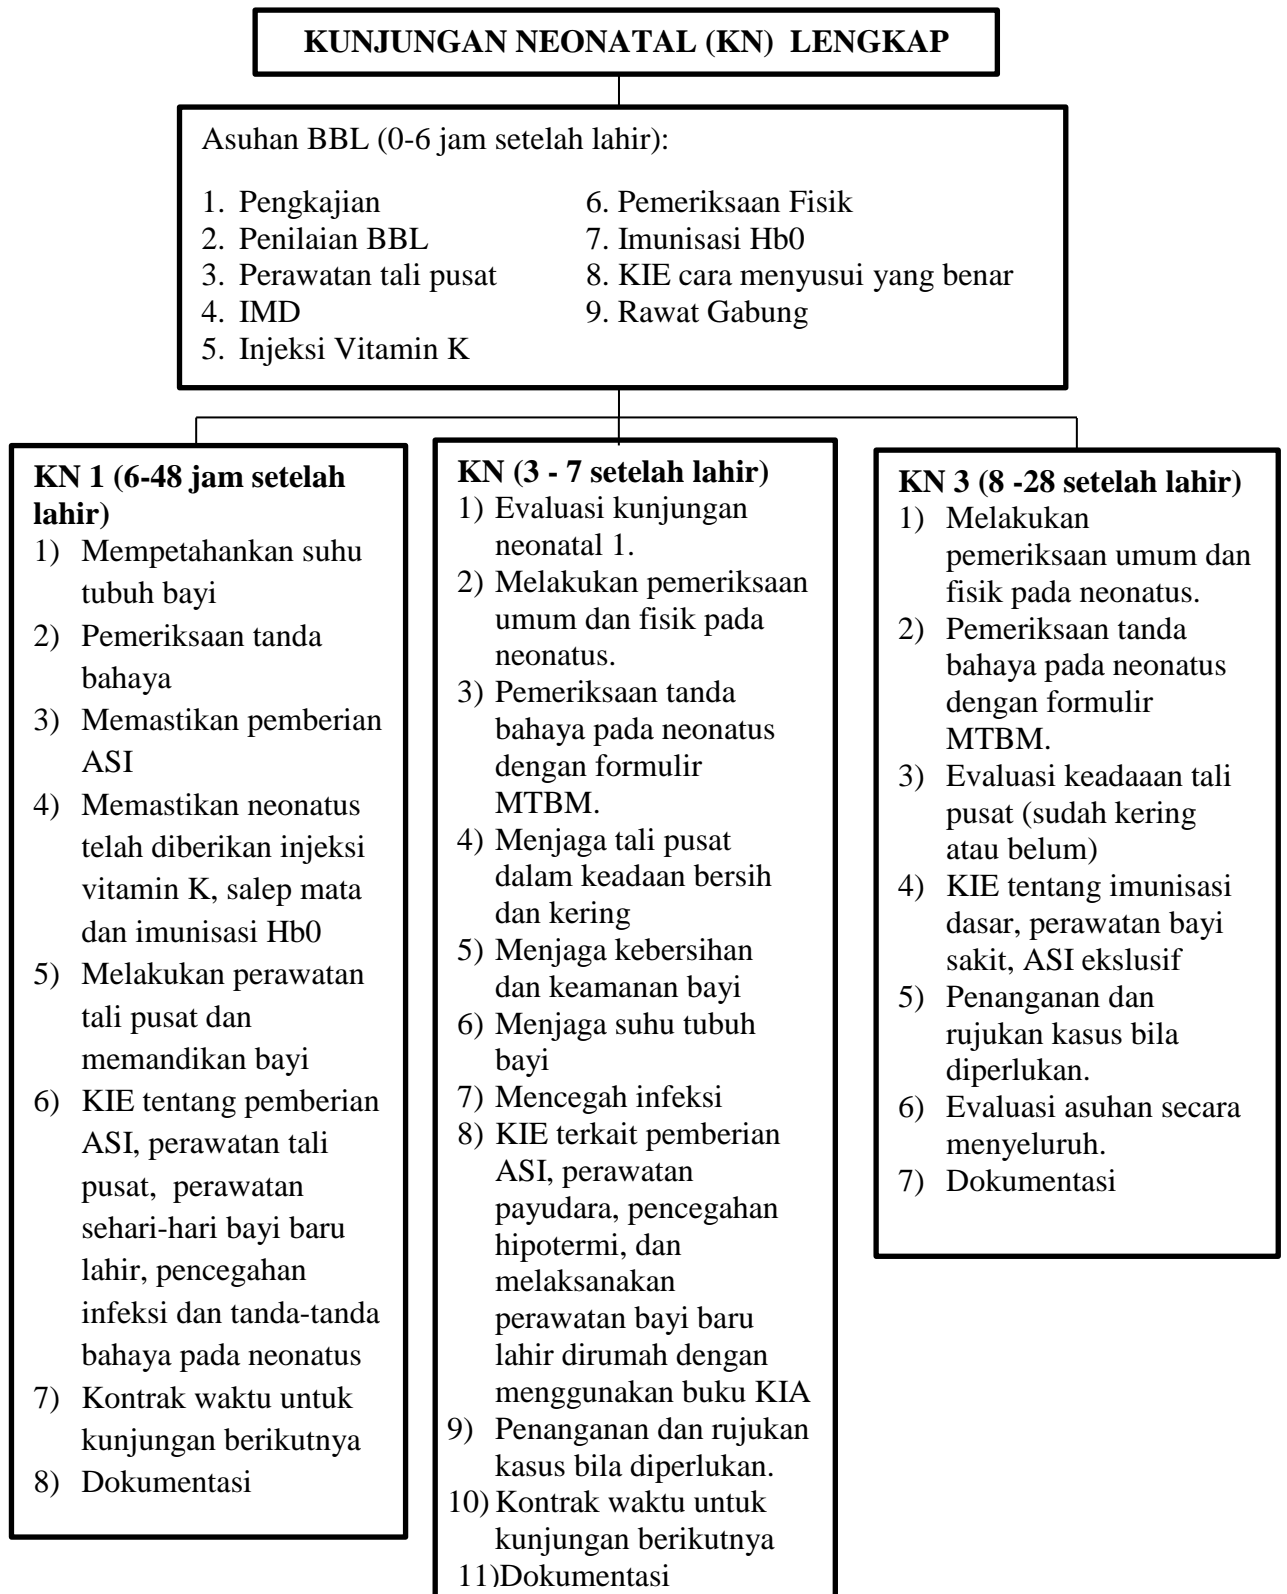 KUNJUNGAN NEONATAL (KN) LENGKAP
Asuhan BBL (0-6 jam setelah lahir):
1. Pengkajian
2. Penilaian BBL
3. Perawatan tali pusat
4. IMD
5. Injeksi Vitamin K
6. Pemeriksaan Fisik
7. Imunisasi Hb0
8. KIE cara menyusui yang benar
9. Rawat Gabung
KN 1 (6-48 jam setelah
lahir)
1) Mempetahankan suhu
tubuh bayi
2) Pemeriksaan tanda
bahaya
3) Memastikan pemberian
ASI
4) Memastikan neonatus
telah diberikan injeksi
vitamin K, salep mata
dan imunisasi Hb0
5) Melakukan perawatan
tali pusat dan
memandikan bayi
6) KIE tentang pemberian
ASI, perawatan tali
pusat, perawatan
sehari-hari bayi baru
lahir, pencegahan
infeksi dan tanda-tanda
bahaya pada neonatus
7) Kontrak waktu untuk
kunjungan berikutnya
8) Dokumentasi
KN (3 - 7 setelah lahir)
1) Evaluasi kunjungan
neonatal 1.
2) Melakukan pemeriksaan
umum dan fisik pada
neonatus.
3) Pemeriksaan tanda
bahaya pada neonatus
dengan formulir
MTBM.
4) Menjaga tali pusat
dalam keadaan bersih
dan kering
5) Menjaga kebersihan
dan keamanan bayi
6) Menjaga suhu tubuh
bayi
7) Mencegah infeksi
8) KIE terkait pemberian
ASI, perawatan
payudara, pencegahan
hipotermi, dan
melaksanakan
perawatan bayi baru
lahir dirumah dengan
menggunakan buku KIA
9) Penanganan dan rujukan
kasus bila diperlukan.
10) Kontrak waktu untuk
kunjungan berikutnya
11)Dokumentasi
KN 3 (8 -28 setelah lahir)
1) Melakukan
pemeriksaan umum dan
fisik pada neonatus.
2) Pemeriksaan tanda
bahaya pada neonatus
dengan formulir
MTBM.
3) Evaluasi keadaaan tali
pusat (sudah kering
atau belum)
4) KIE tentang imunisasi
dasar, perawatan bayi
sakit, ASI ekslusif
5) Penanganan dan
rujukan kasus bila
diperlukan.
6) Evaluasi asuhan secara
menyeluruh.
7) Dokumentasi